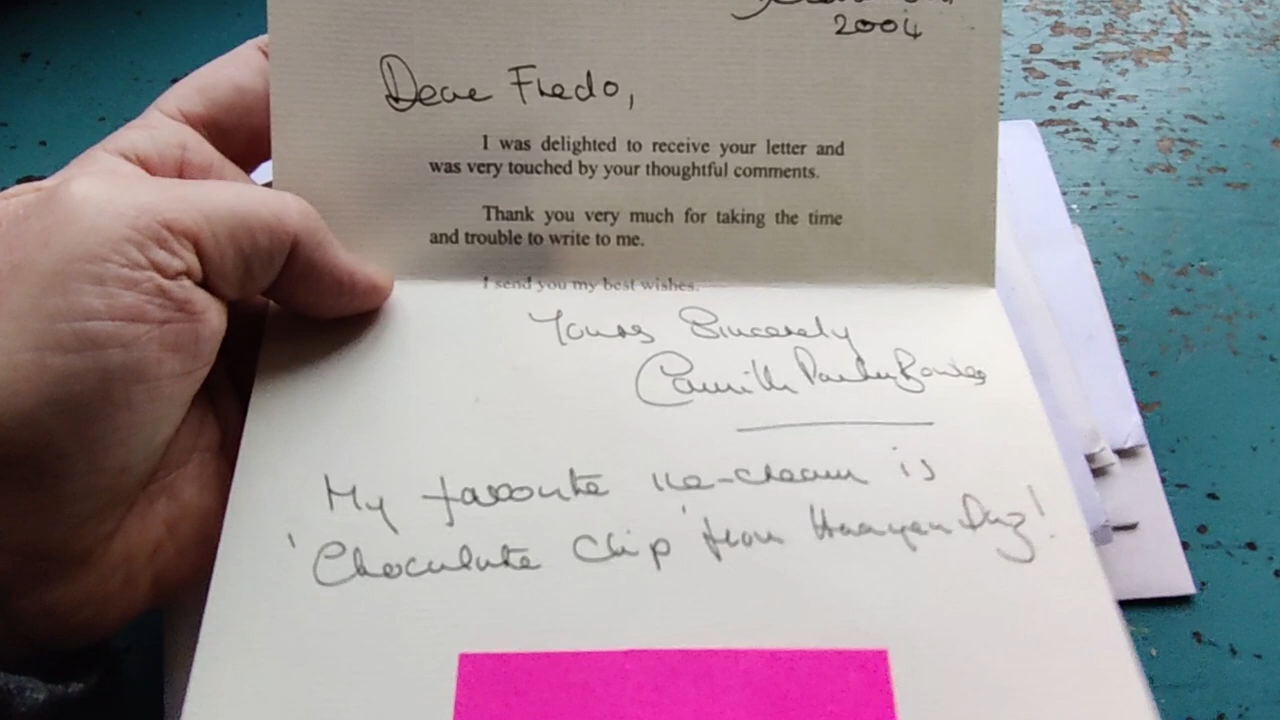 2004
Dear Fredo,
I was delighted to receive your letter and
was very touched by your thoughtful comments.
Thank you very much for taking the time
and trouble to write to me.
I send you my best wishes.
Yours Sincerely
Camilla Parker Bowles
My favourite ice-cream is
'Chocolate Chip' from Haagen Daz!